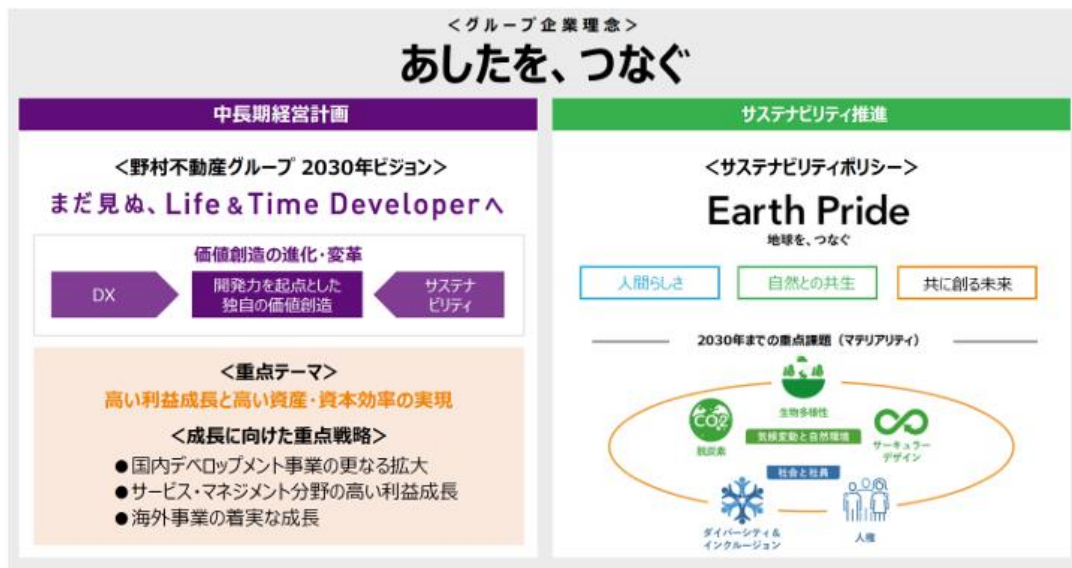 ＜グループ企業理念＞
あしたを、つなぐ
中長期経営計画
＜野村不動産グループ 2030年ビジョン＞
まだ見ぬ、Life & Time Developerへ
価値創造の進化・変革
DX
開発力を起点とした
独自の価値創造
サステナ
ビリティ
＜重点テーマ＞
高い利益成長と高い資産・資本効率の実現
＜成長に向けた重点戦略＞
●国内デベロップメント事業の更なる拡大
●サービス・マネジメント分野の高い利益成長
●海外事業の着実な成長
サステナビリティ推進
＜サステナビリティポリシー＞
Earth Pride
地球を、つなぐ
人間らしさ
自然との共生
共に創る未来
2030年までの重点課題（マテリアリティ）
生物多様性
CO2
脱炭素
気候変動と自然環境
サーキュラー
デザイン
社会と社員
ダイバーシティ＆
インクルージョン
人権